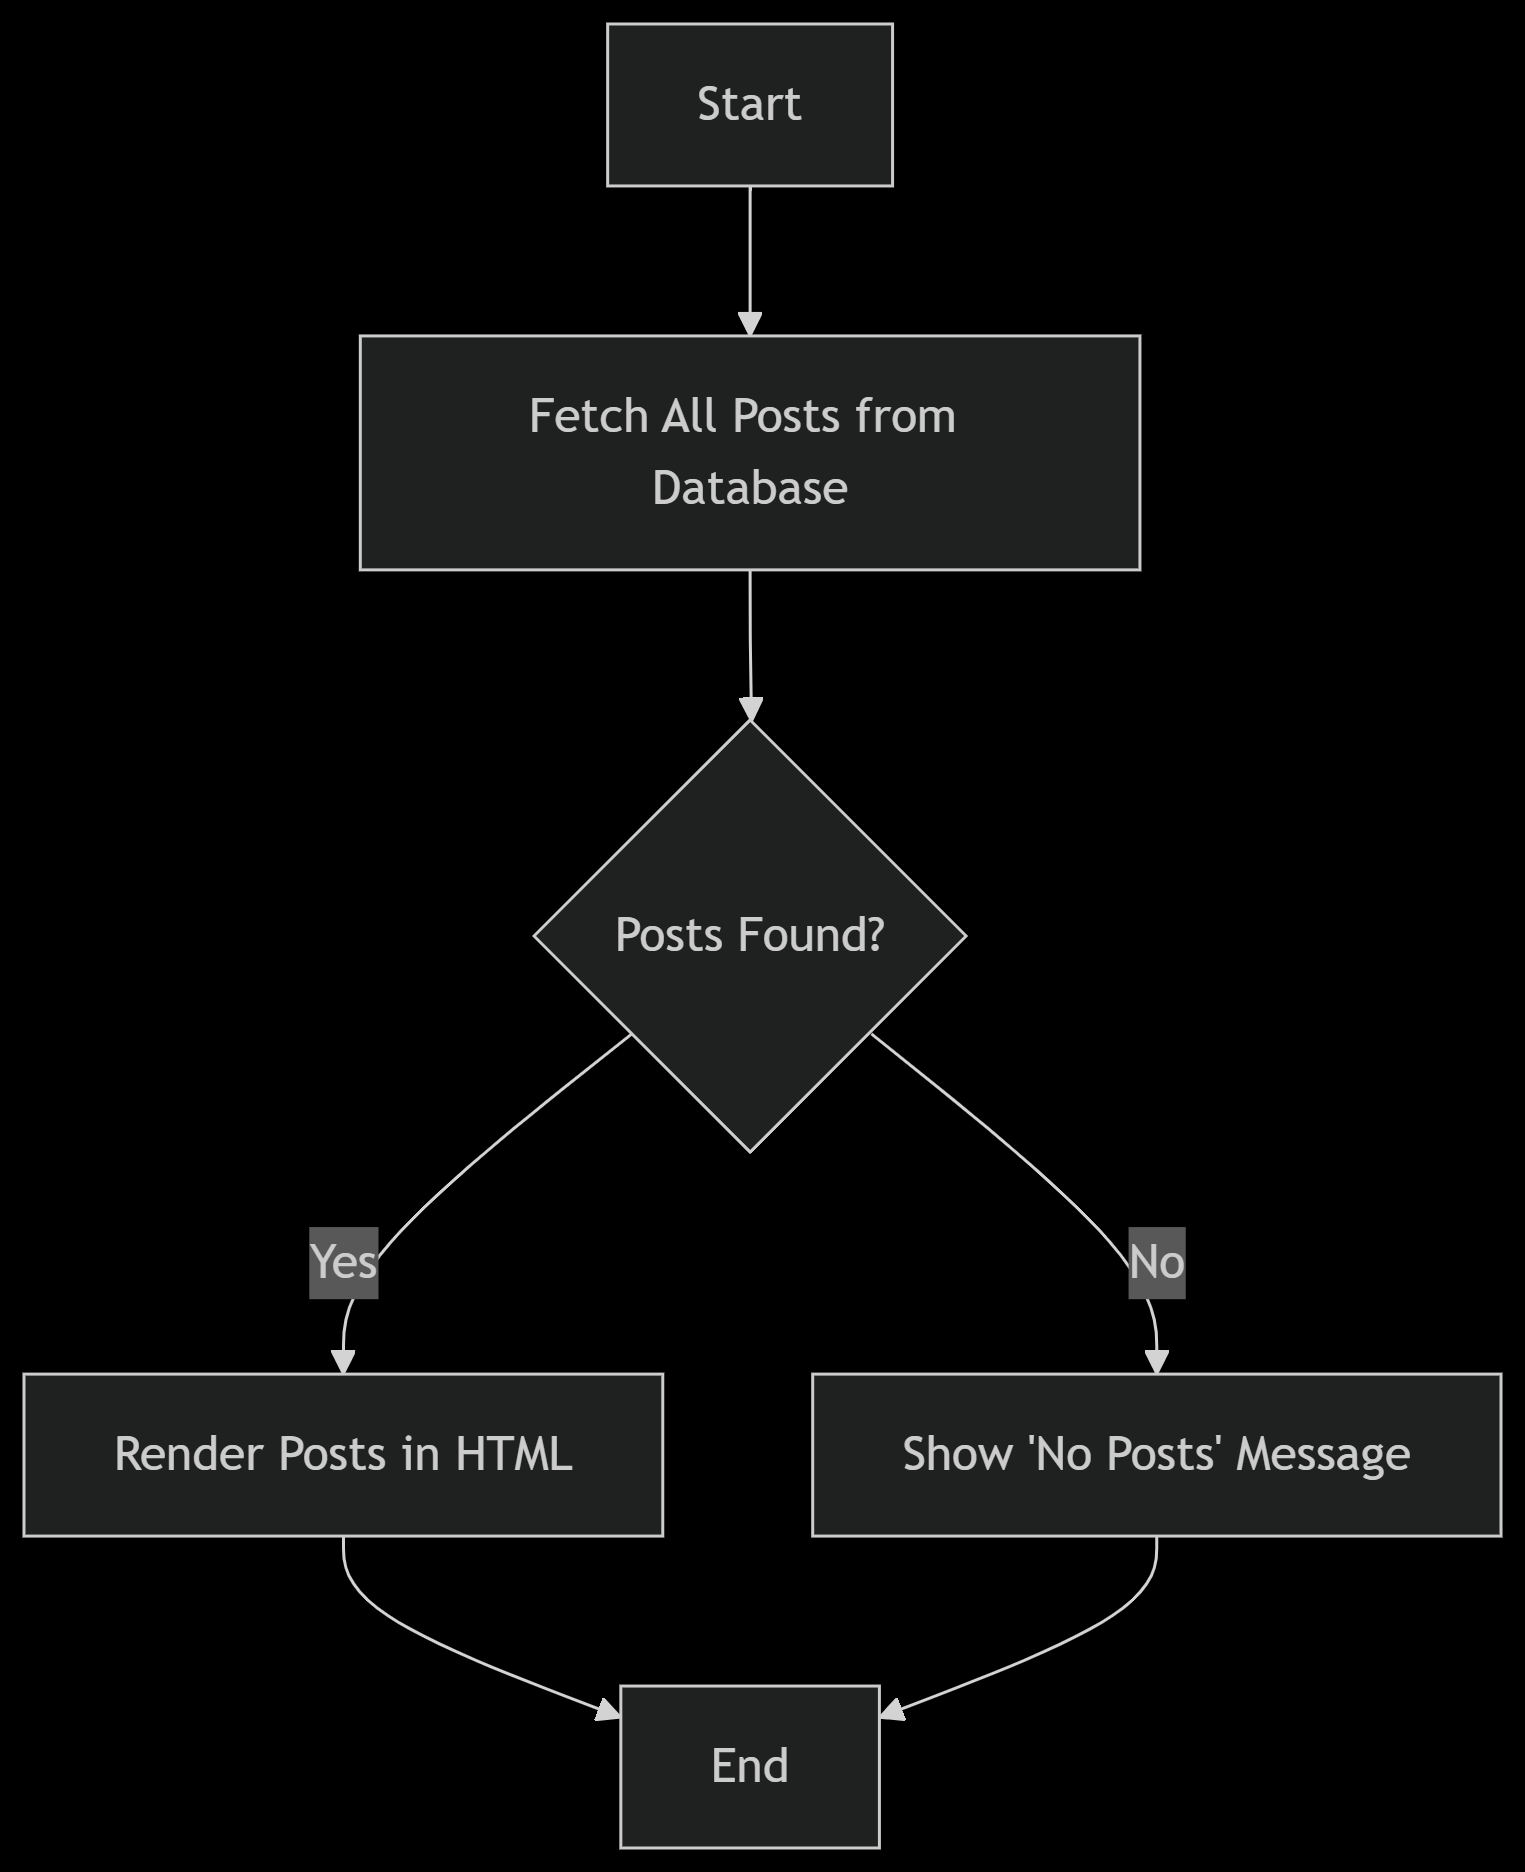 Start
Fetch All Posts from
Database
Posts Found?
Yes
No
Render Posts in HTML
Show 'No Posts' Message
End